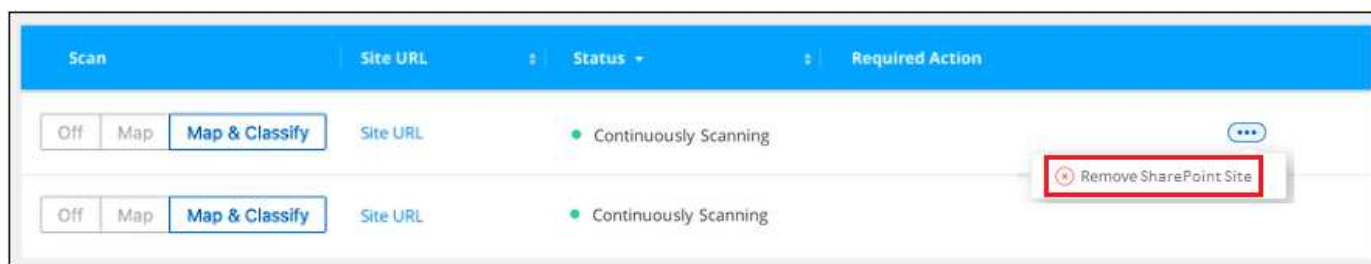 Scan Site URL Status Required Action
Off Map Map & Classify Site URL Continuously Scanning
Remove SharePoint Site
Off Map Map & Classify Site URL Continuously Scanning